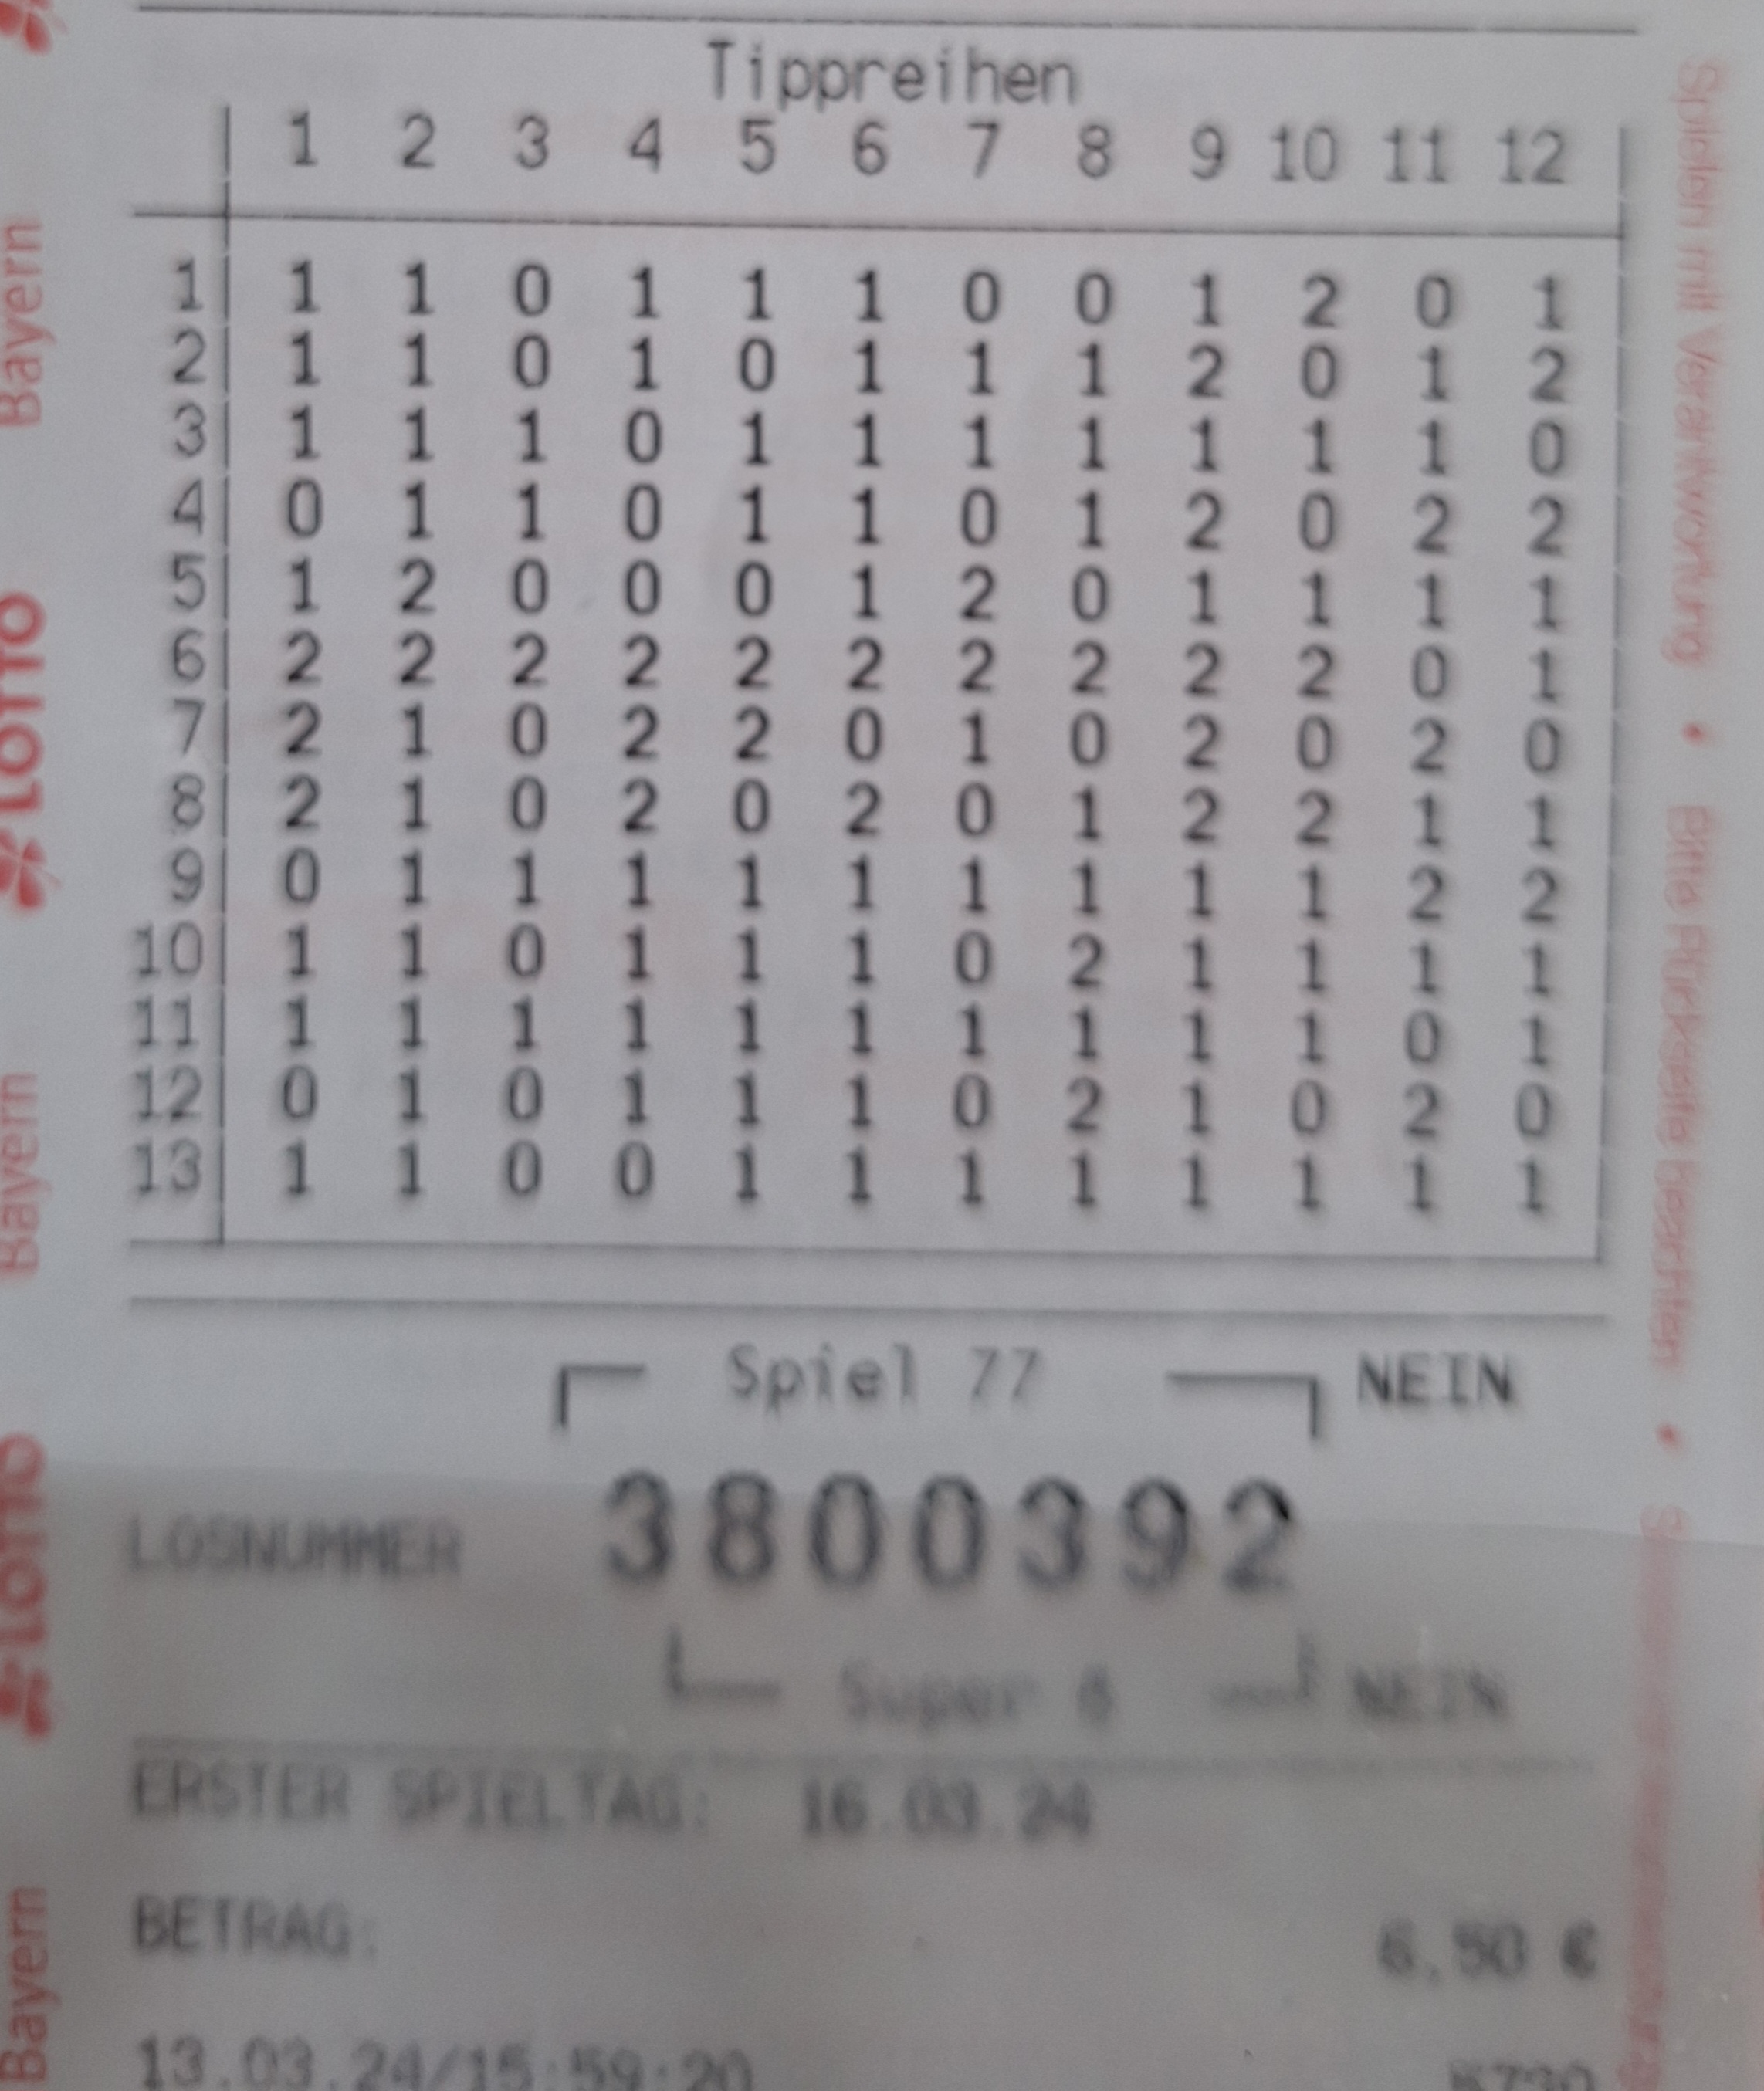 Tippreihen
1 2 3 4 5 6 7 8 9 10 11 12
1 1 1 0 1 1 1 0 0 1 2 0 1
2 1 1 0 1 0 1 1 1 2 0 1 2
3 1 1 1 0 1 1 1 1 1 1 1 0
4 0 1 1 0 1 1 0 1 2 0 2 2
5 1 2 0 0 0 1 2 0 1 1 1 1
6 2 2 2 2 2 2 2 2 2 2 0 1
7 2 1 0 2 2 0 1 0 2 0 2 0
8 2 1 0 2 0 2 0 1 2 2 1 1
9 0 1 1 1 1 1 1 1 1 1 2 2
10 1 1 0 1 1 1 0 2 1 1 1 1
11 1 1 1 1 1 1 1 1 1 1 0 1
12 0 1 0 1 1 1 0 2 1 0 2 0
13 1 1 0 0 1 1 1 1 1 1 1 1
Spiel 77 NEIN
LOSNUMMER 3800392
Super 6 NEIN
ERSTER SPIELTAG: 16.03.24
BETRAG: 6,50 €
13.03.24/15:59:20
Bayern
LOTTO
Bayern
LOTTO
Bayern
Spielen mit Verantwortung • Bitte Rückseite beachten •